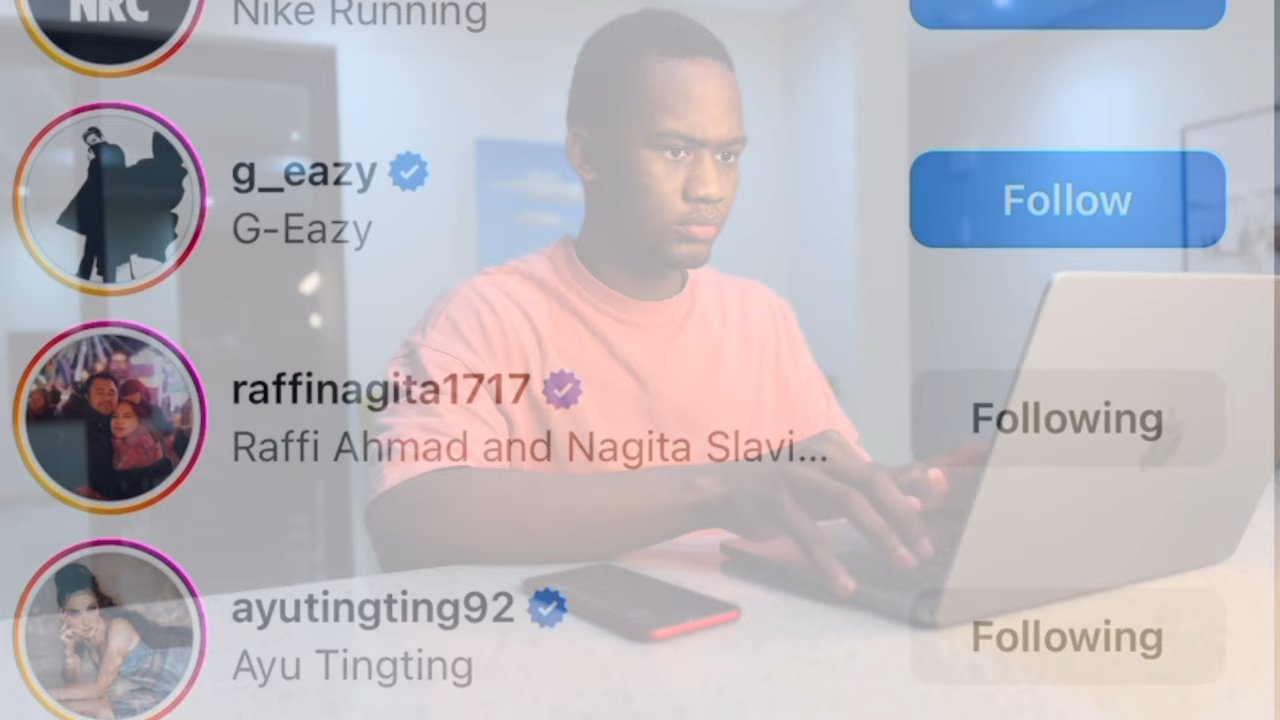 NRC
Nike Running
g_eazy
G-Eazy
Follow
raffinagita1717
Raffi Ahmad and Nagita Slavi...
Following
ayutingting92
Ayu Tingting
Following